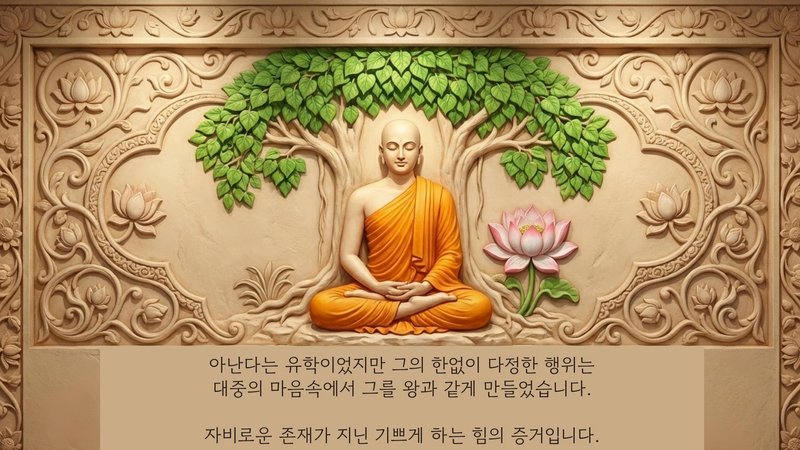 아난다는 유학이었지만 그의 한없이 다정한 행위는
대중의 마음속에서 그를 왕과 같게 만들었습니다.
자비로운 존재가 지닌 기쁘게 하는 힘의 증거입니다.